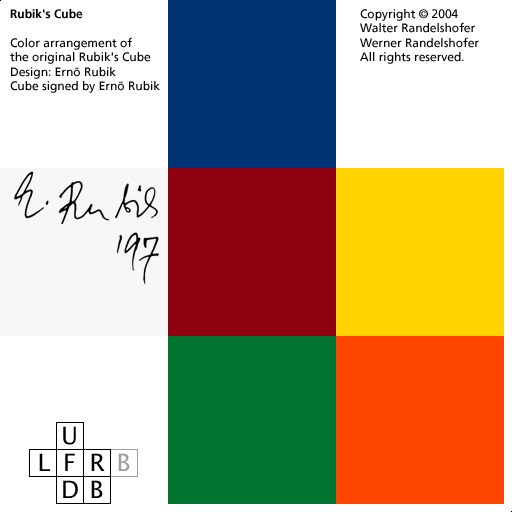 Rubik's Cube
Color arrangement of
the original Rubik's Cube
Design: Ernö Rubik
Cube signed by Ernö Rubik
Copyright © 2004
Walter Randelshofer
Werner Randelshofer
All rights reserved.
E. Rubik
197
U
L F R B
D B